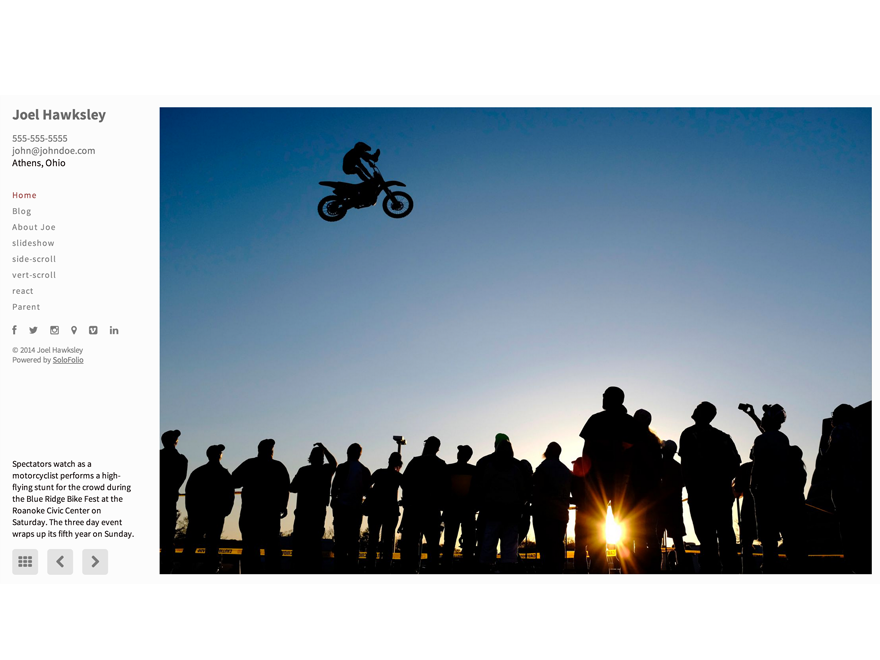 Joel Hawksley
555-555-5555
john@johndoe.com
Athens, Ohio
Home
Blog
About Joe
slideshow
side-scroll
vert-scroll
react
Parent
© 2014 Joel Hawksley
Powered by SoloFolio
Spectators watch as a
motorcyclist performs a high-
flying stunt for the crowd during
the Blue Ridge Bike Fest at the
Roanoke Civic Center on
Saturday. The three day event
wraps up its fifth year on Sunday.